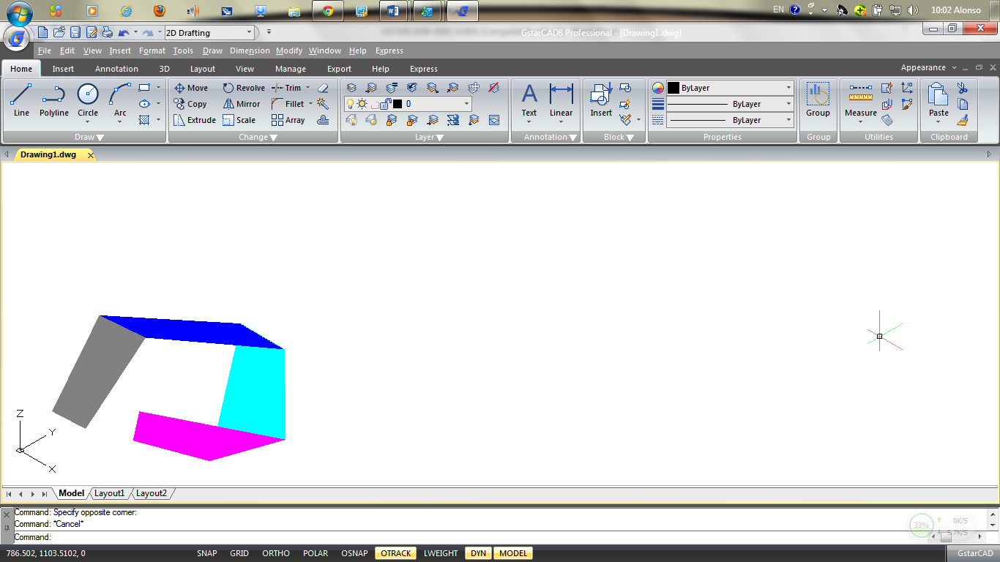 EN
10:02 Alonso
2D Drafting
GstarCAD8 Professional - [Drawing1.dwg]
File Edit View Insert Format Tools Draw Dimension Modify Window Help Express
Home Insert Annotation 3D Layout View Manage Export Help Express Appearance
Line Polyline Circle Arc
Move Revolve Trim
Copy Mirror Fillet
Extrude Scale Array
0
Text Linear
Insert
ByLayer
ByLayer
ByLayer
Group
Measure
Paste
Draw Change Layer Annotation Block Properties Group Utilities Clipboard
Drawing1.dwg
Z
Y
X
Model Layout1 Layout2
Command: Specify opposite corner:
Command: *Cancel*
Command:
33%
0K/S
5.7K/S
786.502, 1103.5102, 0
SNAP GRID ORTHO POLAR OSNAP OTRACK LWEIGHT DYN MODEL
GstarCAD